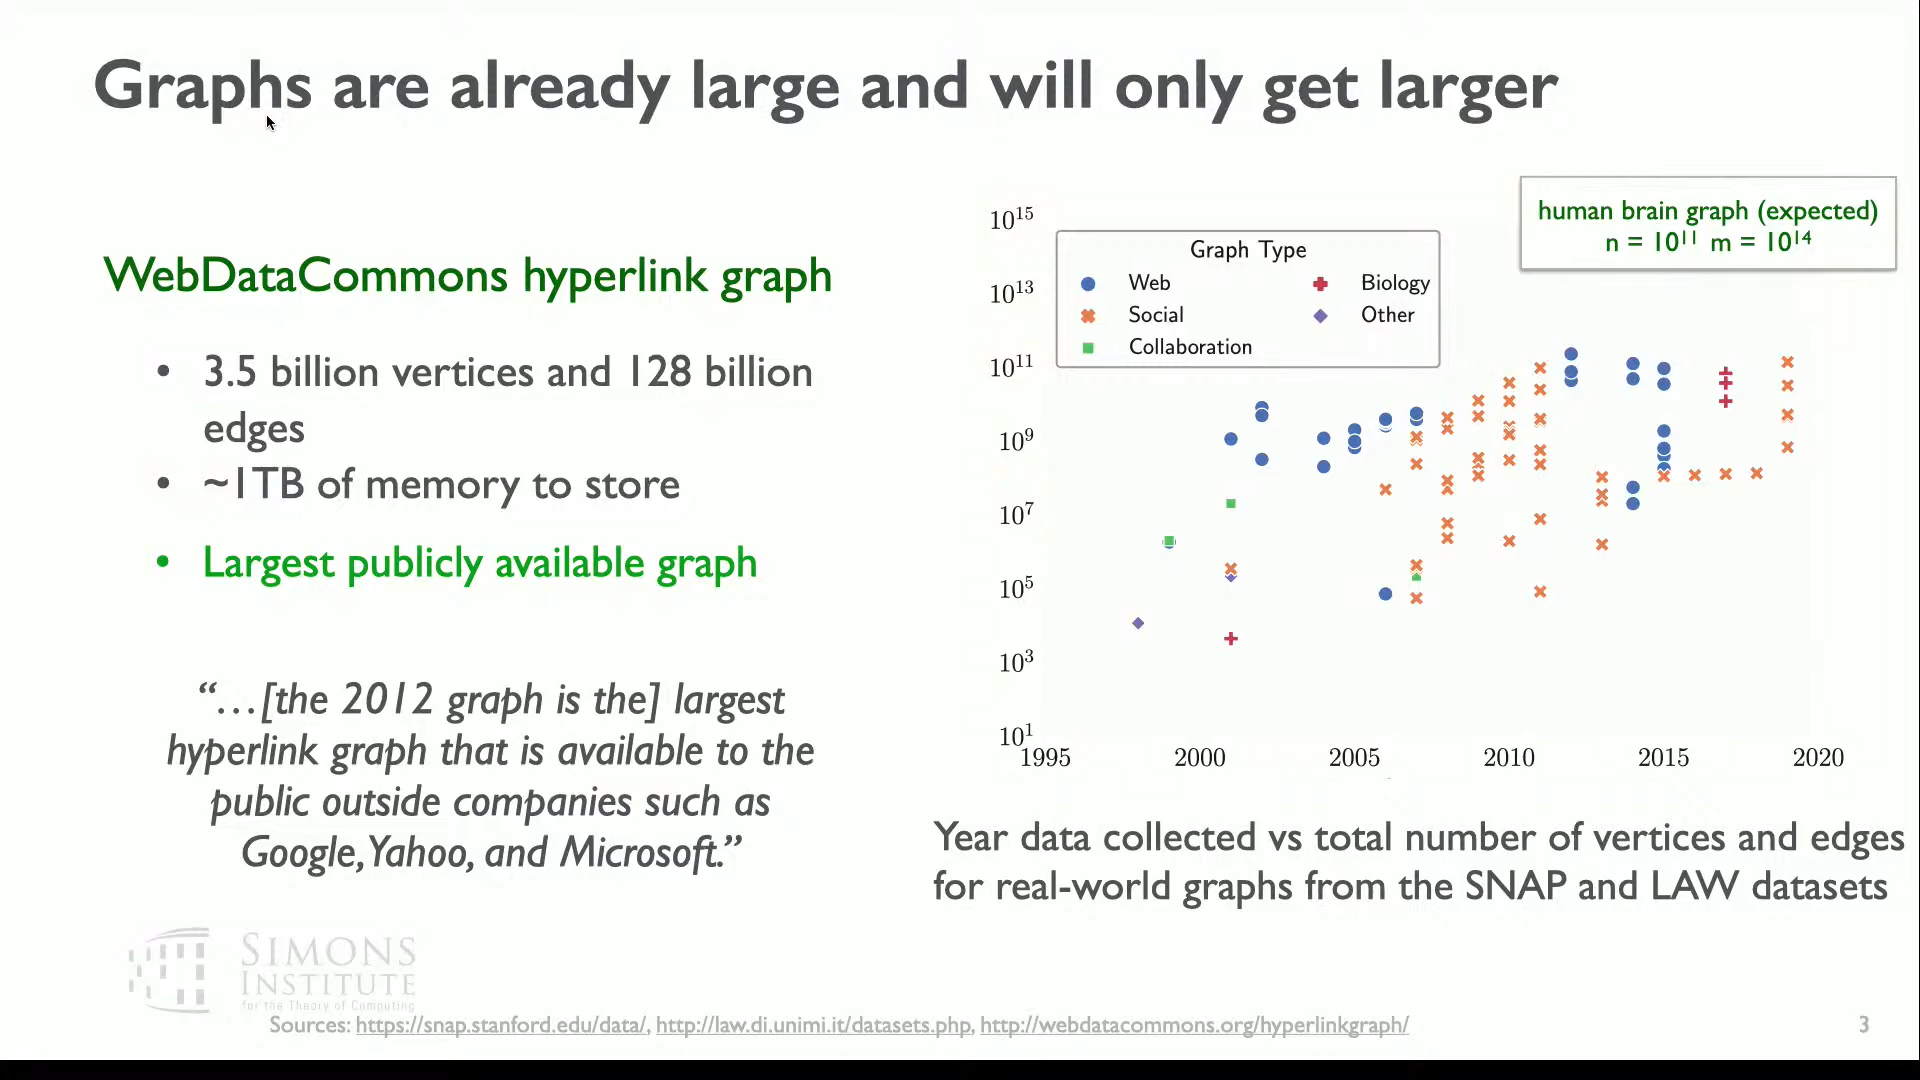 Graphs are already large and will only get larger
WebDataCommons hyperlink graph
• 3.5 billion vertices and 128 billion
edges
• ~1TB of memory to store
• Largest publicly available graph
“…[the 2012 graph is the] largest
hyperlink graph that is available to the
public outside companies such as
Google, Yahoo, and Microsoft.”
human brain graph (expected)
n = 10¹¹ m = 10¹⁴
10¹⁵
10¹³
10¹¹
10⁹
10⁷
10⁵
10³
10¹
Graph Type
Web
Social
Collaboration
Biology
Other
1995 2000 2005 2010 2015 2020
Year data collected vs total number of vertices and edges
for real-world graphs from the SNAP and LAW datasets
SIMONS
INSTITUTE
for the Theory of Computing
Sources: https://snap.stanford.edu/data/, http://law.di.unimi.it/datasets.php, http://webdatacommons.org/hyperlinkgraph/
3